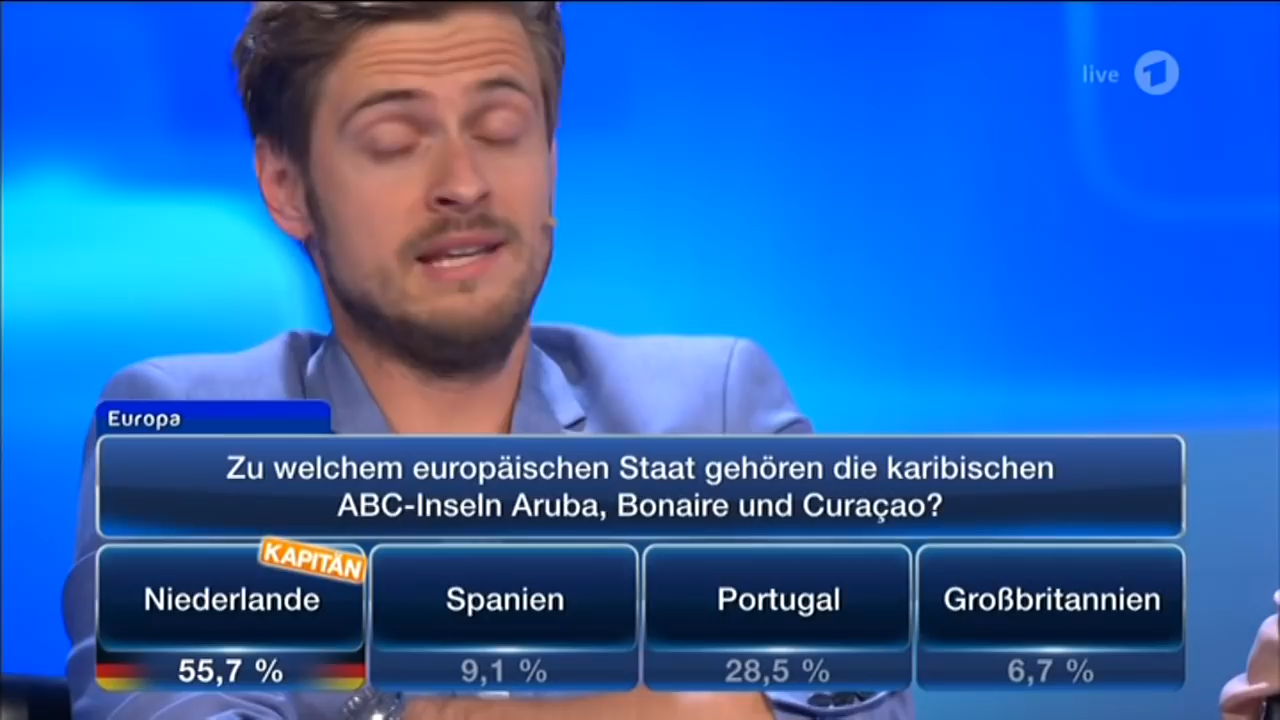 live 1
Europa
Zu welchem europäischen Staat gehören die karibischen
ABC-Inseln Aruba, Bonaire und Curaçao?
KAPITÄN
Niederlande
Spanien
Portugal
Großbritannien
55,7 %
9,1 %
28,5 %
6,7 %